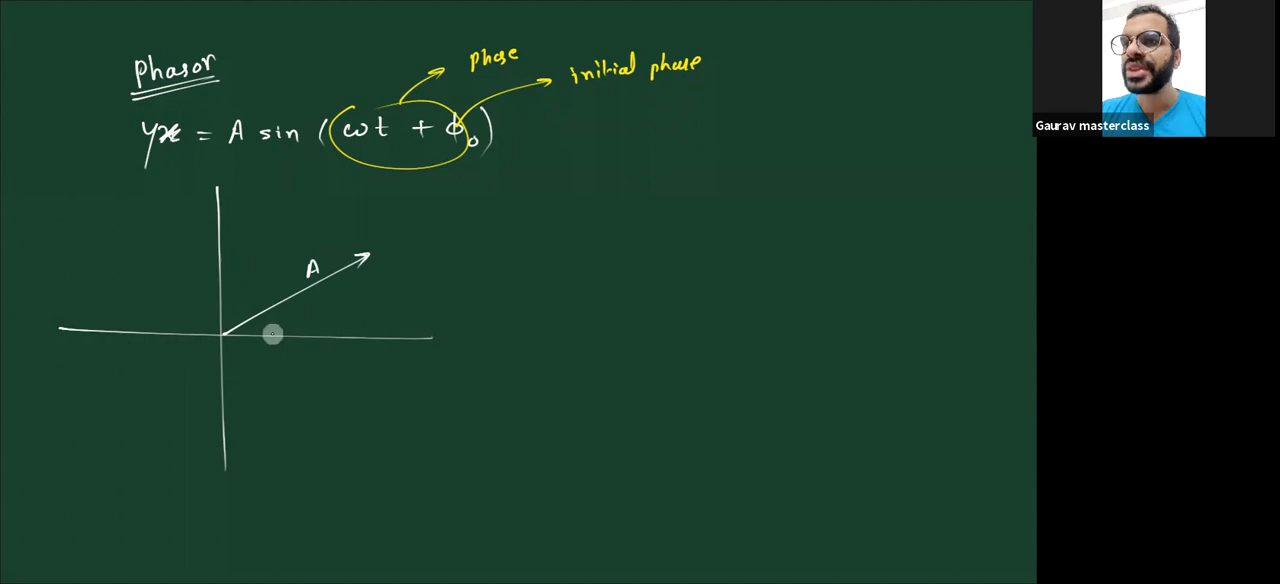 Phasor
phase
initial phase
y = A sin (ωt + ϕ₀)
A
Gaurav masterclass